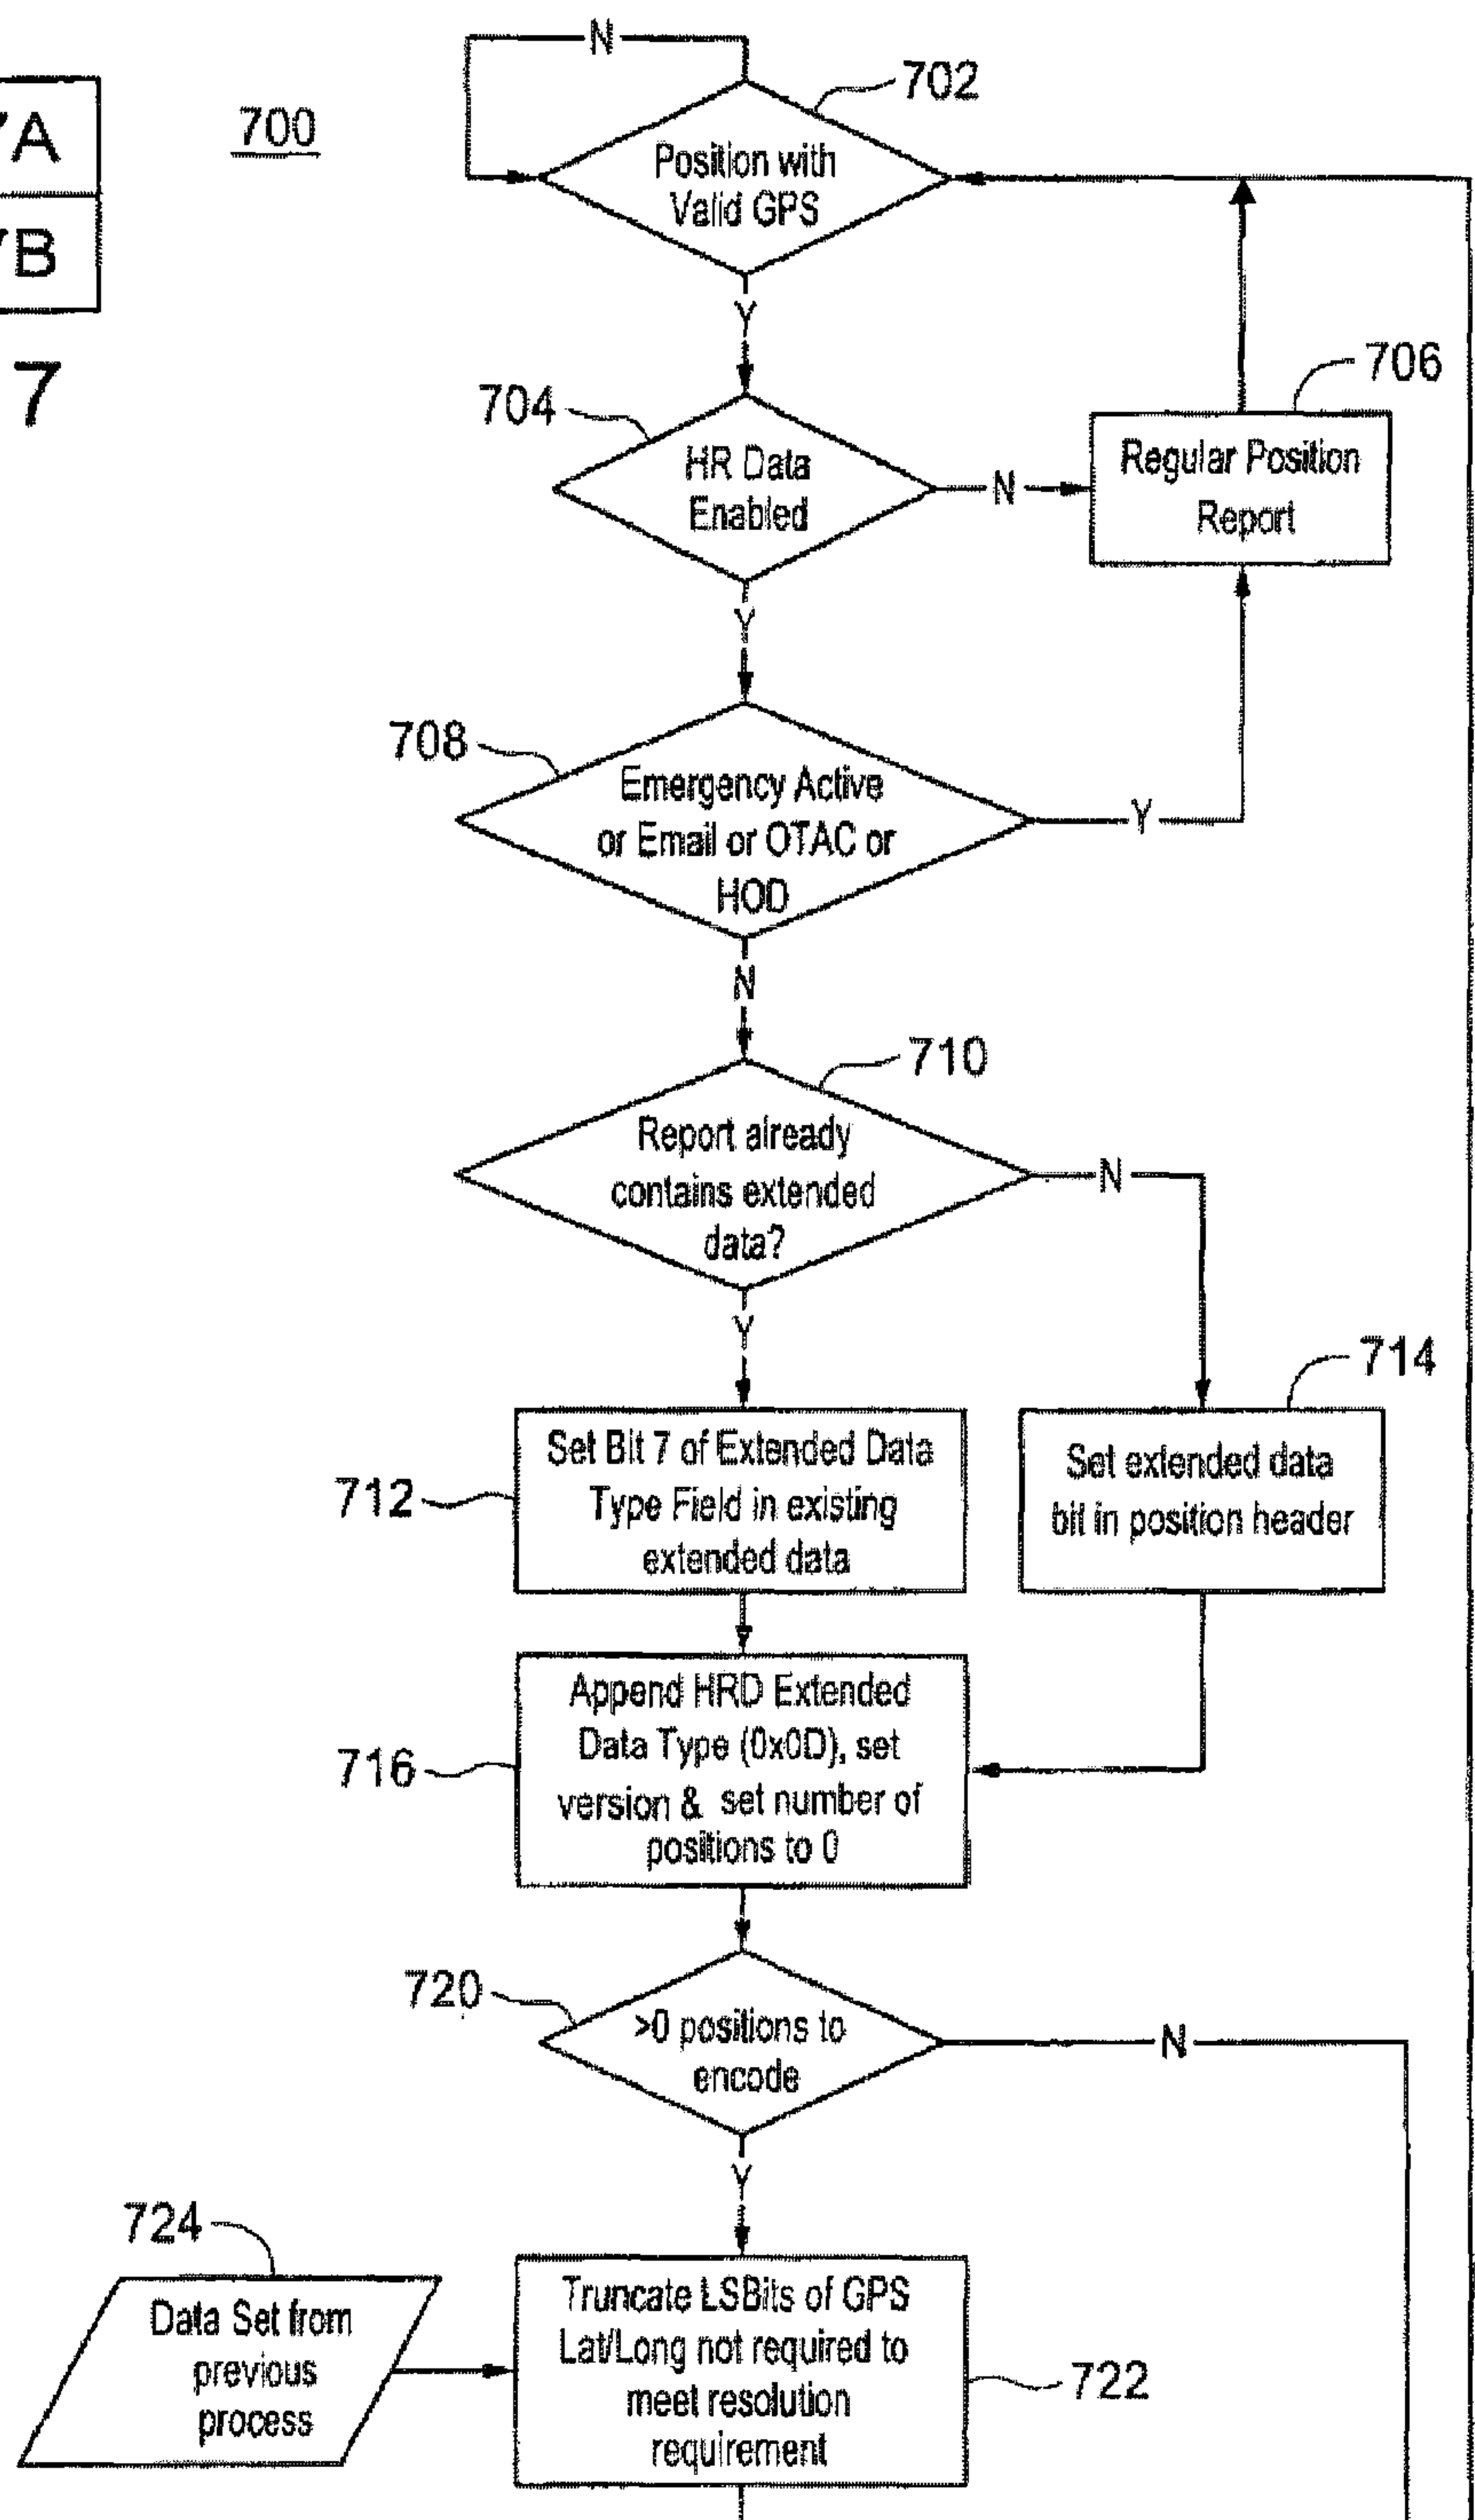 7A
7B
7
700
N
702
Position with
Valid GPS
Y
704
HR Data
Enabled
N
706
Regular Position
Report
Y
708
Emergency Active
or Email or OTAC or
HOD
Y
N
710
Report already
contains extended
data?
N
Y
712
Set Bit 7 of Extended Data
Type Field in existing
extended data
714
Set extended data
bit in position header
716
Append HRD Extended
Data Type (0x0D), set
version & set number of
positions to 0
720
>0 positions to
encode
N
Y
724
Data Set from
previous
process
Truncate LSBits of GPS
Lat/Long not required to
meet resolution
requirement
722